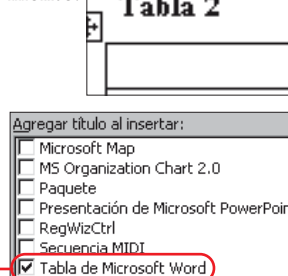 Tabla 2
Agregar título al insertar:
Microsoft Map
MS Organization Chart 2.0
Paquete
Presentación de Microsoft PowerPoin
RegWizCtrl
Secuencia MIDI
Tabla de Microsoft Word